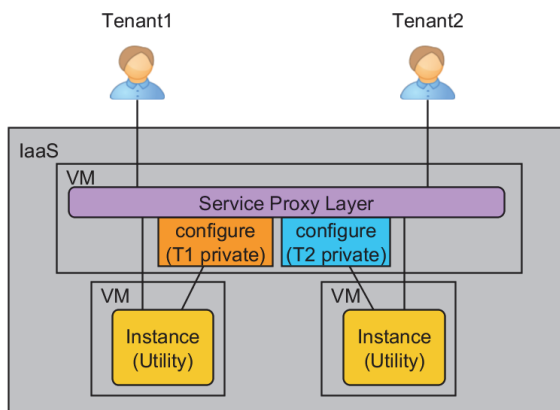 Tenant1
Tenant2
IaaS
VM
Service Proxy Layer
configure
(T1 private)
configure
(T2 private)
VM
Instance
(Utility)
VM
Instance
(Utility)